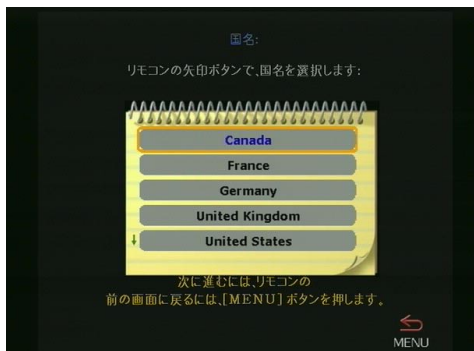 国名:
リモコンの矢印ボタンで、国名を選択します:
Canada
France
Germany
United Kingdom
United States
次に進むには、リモコンの
前の画面に戻るには、[MENU] ボタンを押します。
MENU